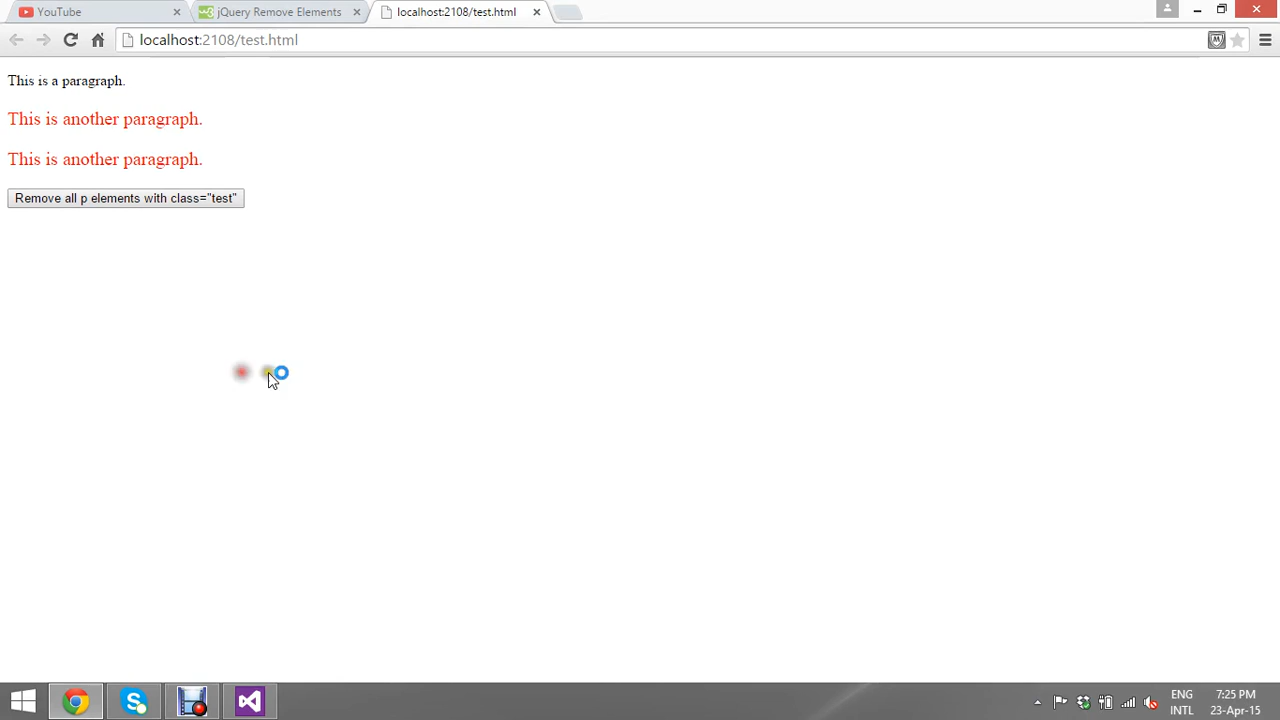 YouTube
jQuery Remove Elements
localhost:2108/test.html
localhost:2108/test.html
This is a paragraph.
This is another paragraph.
This is another paragraph.
Remove all p elements with class="test"
ENG
INTL
7:25 PM
23-Apr-15